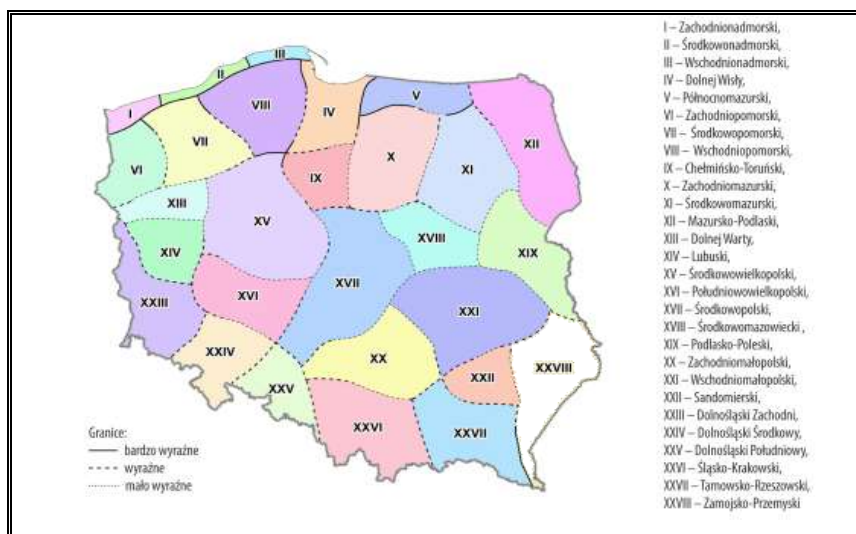 I
II
III
IV
V
VI
VII
VIII
IX
X
XI
XII
XIII
XIV
XV
XVI
XVII
XVIII
XIX
XX
XXI
XXII
XXIII
XXIV
XXV
XXVI
XXVII
XXVIII
Granice:
bardzo wyraźne
wyraźne
mało wyraźne
I – Zachodnionadmorski,
II – Środkowonadmorski,
III – Wschodnionadmorski,
IV – Dolnej Wisły,
V – Północnomazurski,
VI – Zachodniopomorski,
VII – Środkowopomorski,
VIII – Wschodniopomorski,
IX – Chełmińsko-Toruński,
X – Zachodniomazurski,
XI – Środkowomazurski,
XII – Mazursko-Podlaski,
XIII – Dolnej Warty,
XIV – Lubuski,
XV – Środkowowielkopolski,
XVI – Południowowielkopolski,
XVII – Środkowopolski,
XVIII – Środkowomazowiecki ,
XIX – Podlasko-Poleski,
XX – Zachodniomałopolski,
XXI – Wschodniomałopolski,
XXII – Sandomierski,
XXIII – Dolnośląski Zachodni,
XXIV – Dolnośląski Środkowy,
XXV – Dolnośląski Południowy,
XXVI – Śląsko-Krakowski,
XXVII – Tarnowsko-Rzeszowski,
XXVIII – Zamojsko-Przemyski